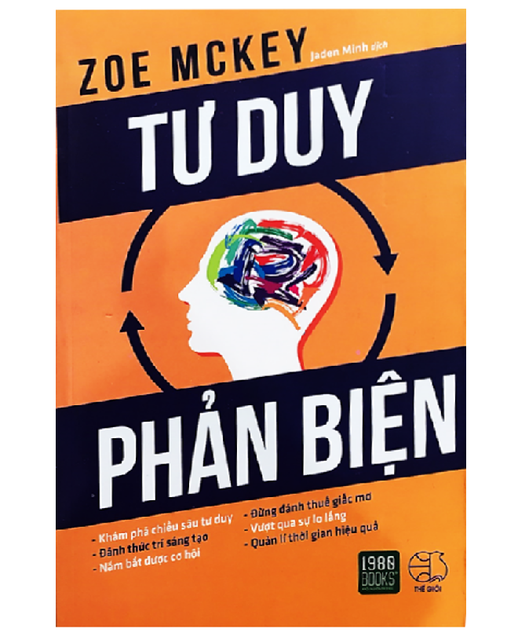 ZOE MCKEY
Jaden Minh dịch
TƯ DUY
PHẢN BIỆN
- Khám phá chiều sâu tư duy
- Đánh thức trí sáng tạo
- Nắm bắt được cơ hội
- Đừng đánh thuê giấc mơ
- Vượt qua sự lo lắng
- Quản lí thời gian hiệu quả
1980
BOOKS
THẾ GIỚI